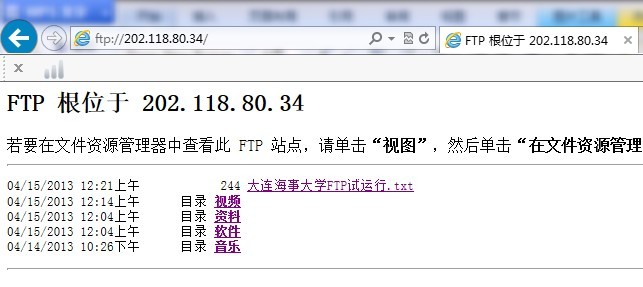 ftp://202.118.80.34/
FTP 根位于 202.118.80.34
x
FTP 根位于 202.118.80.34
若要在文件资源管理器中查看此 FTP 站点，请单击“视图”，然后单击“在文件资源管理
04/15/2013 12:21上午 244 大连海事大学FTP试运行.txt
04/15/2013 12:14上午 目录 视频
04/15/2013 12:04上午 目录 资料
04/15/2013 12:04上午 目录 软件
04/14/2013 10:26下午 目录 音乐